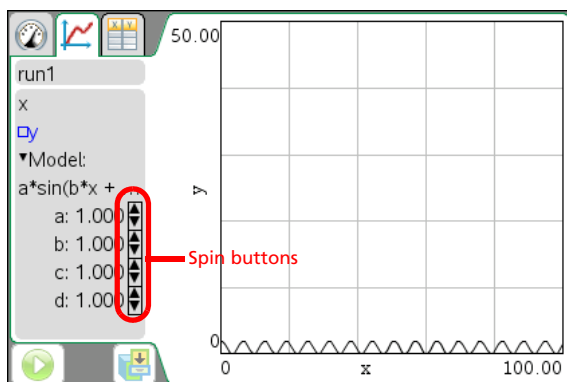 X Y
50.00
run1
x
y
▾Model:
a*sin(b*x +
y
a: 1.000
b: 1.000
c: 1.000
d: 1.000
Spin buttons
0
0 x 100.00